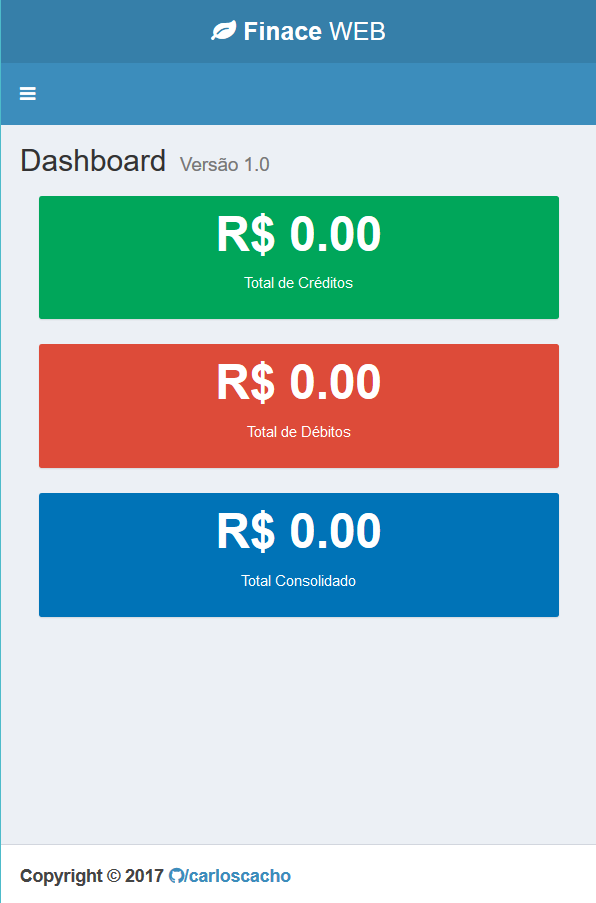 Finace WEB
Dashboard Versão 1.0
R$ 0.00
Total de Créditos
R$ 0.00
Total de Débitos
R$ 0.00
Total Consolidado
Copyright © 2017 /carloscacho